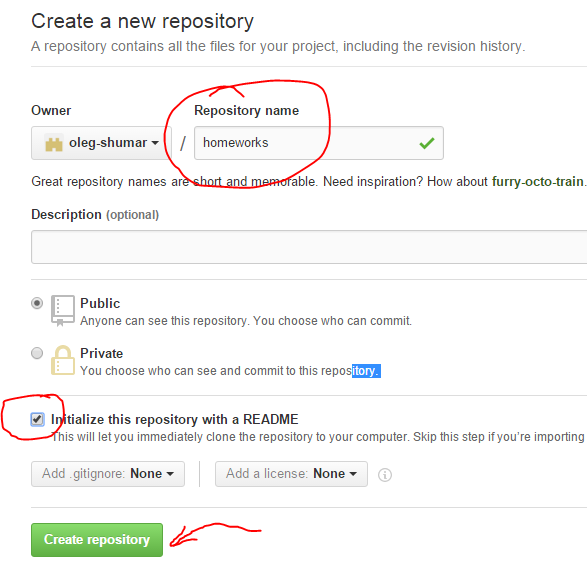 Create a new repository
A repository contains all the files for your project, including the revision history.
Owner Repository name
oleg-shumar / homeworks
Great repository names are short and memorable. Need inspiration? How about furry-octo-train.
Description (optional)
Public
Anyone can see this repository. You choose who can commit.
Private
You choose who can see and commit to this repository.
Initialize this repository with a README
This will let you immediately clone the repository to your computer. Skip this step if you're importing
Add .gitignore: None Add a license: None
Create repository